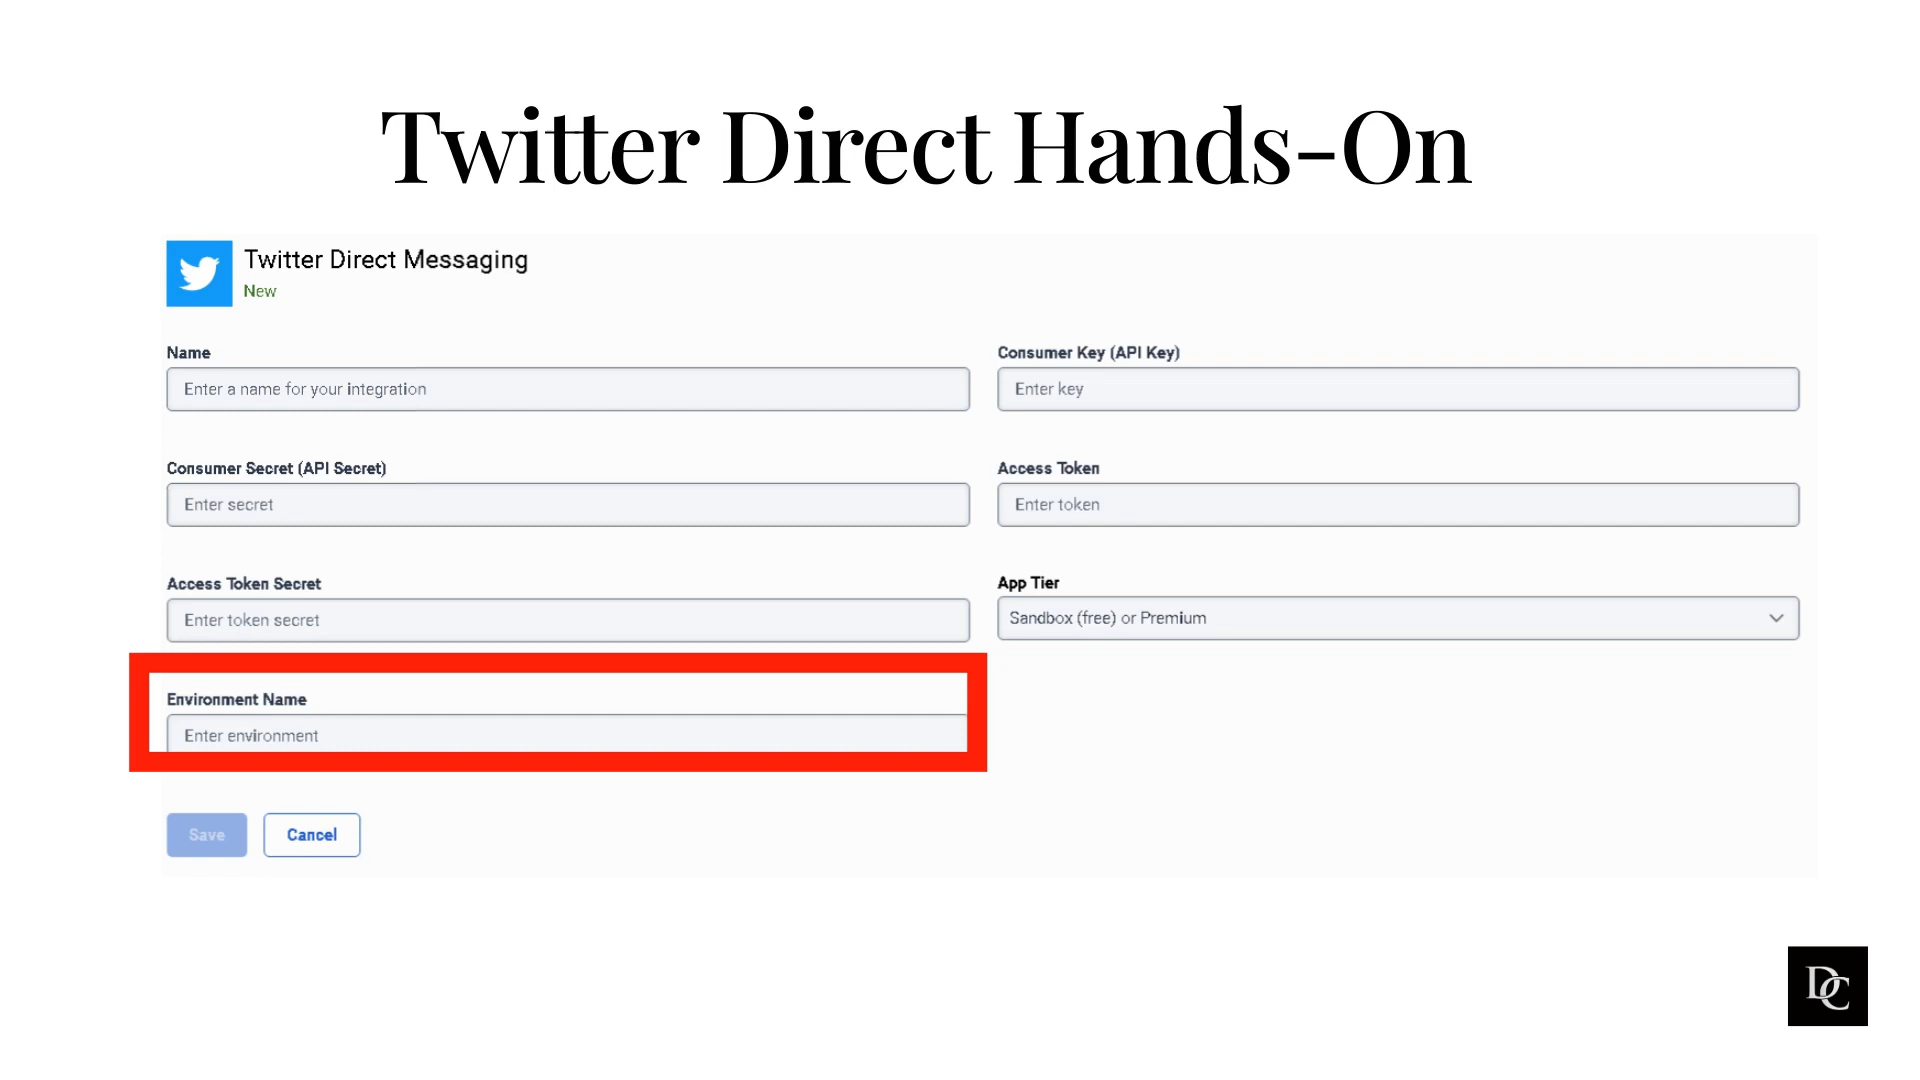 Twitter Direct Hands-On
Twitter Direct Messaging
New
Name
Enter a name for your integration
Consumer Key (API Key)
Enter key
Consumer Secret (API Secret)
Enter secret
Access Token
Enter token
Access Token Secret
Enter token secret
App Tier
Sandbox (free) or Premium
Environment Name
Enter environment
Save
Cancel
DC